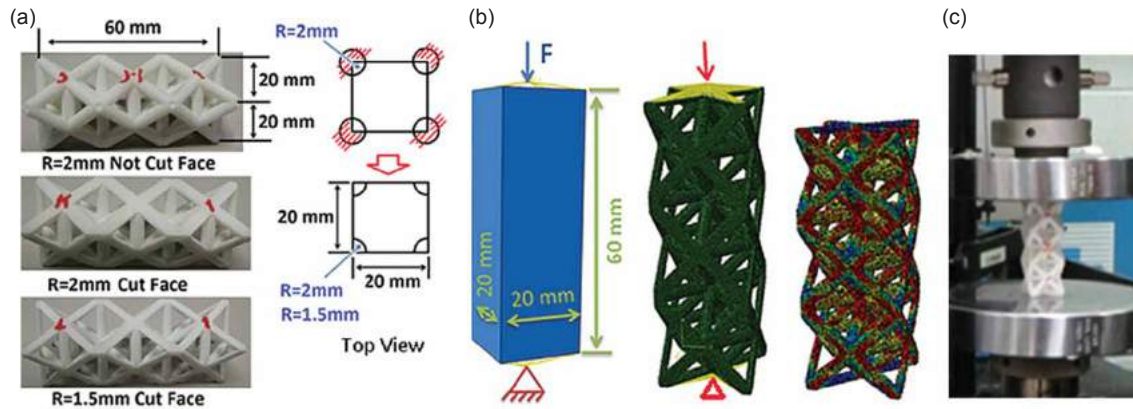 (a)
60 mm
20 mm
20 mm
R=2mm Not Cut Face
R=2mm Cut Face
R=1.5mm Cut Face
R=2mm
20 mm
20 mm
R=2mm
R=1.5mm
Top View
(b)
F
20 mm
20 mm
60 mm
(c)